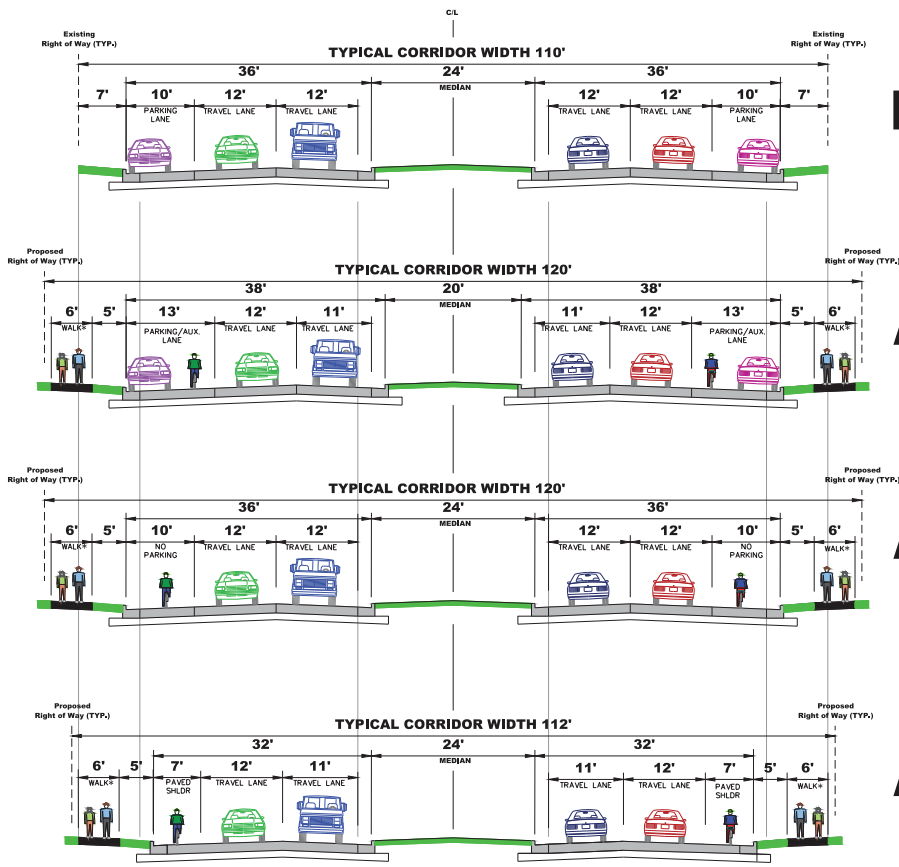 C/L
Existing
Right of Way (TYP.)
Existing
Right of Way (TYP.)
TYPICAL CORRIDOR WIDTH 110'
36' 24' 36'
MEDIAN
7' 10' 12' 12' 12' 12' 10' 7'
PARKING LANE TRAVEL LANE TRAVEL LANE TRAVEL LANE TRAVEL LANE PARKING LANE
Proposed
Right of Way (TYP.)
Proposed
Right of Way (TYP.)
TYPICAL CORRIDOR WIDTH 120'
38' 20' 38'
MEDIAN
6' 5' 13' 12' 11' 11' 12' 13' 5' 6'
WALK* PARKING/AUX. LANE TRAVEL LANE TRAVEL LANE TRAVEL LANE TRAVEL LANE PARKING/AUX. LANE WALK*
Proposed
Right of Way (TYP.)
Proposed
Right of Way (TYP.)
TYPICAL CORRIDOR WIDTH 120'
36' 24' 36'
MEDIAN
6' 5' 10' 12' 12' 12' 12' 10' 5' 6'
WALK* NO PARKING TRAVEL LANE TRAVEL LANE TRAVEL LANE TRAVEL LANE NO PARKING WALK*
Proposed
Right of Way (TYP.)
Proposed
Right of Way (TYP.)
TYPICAL CORRIDOR WIDTH 112'
32' 24' 32'
MEDIAN
6' 5' 7' 12' 11' 11' 12' 7' 5' 6'
WALK* PAVED SHLDR TRAVEL LANE TRAVEL LANE TRAVEL LANE TRAVEL LANE PAVED SHLDR WALK*